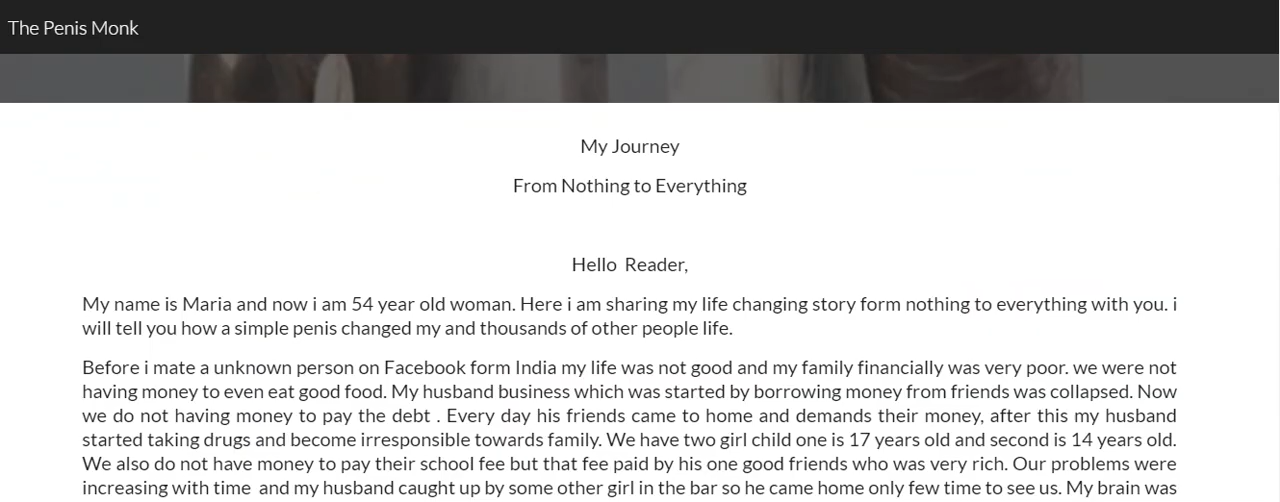 The Penis Monk
My Journey
From Nothing to Everything
Hello Reader,
My name is Maria and now i am 54 year old woman. Here i am sharing my life changing story form nothing to everything with you. i
will tell you how a simple penis changed my and thousands of other people life.
Before i mate a unknown person on Facebook form India my life was not good and my family financially was very poor. we were not
having money to even eat good food. My husband business which was started by borrowing money from friends was collapsed. Now
we do not having money to pay the debt . Every day his friends came to home and demands their money, after this my husband
started taking drugs and become irresponsible towards family. We have two girl child one is 17 years old and second is 14 years old.
We also do not have money to pay their school fee but that fee paid by his one good friends who was very rich. Our problems were
increasing with time and my husband caught up by some other girl in the bar so he came home only few time to see us. My brain was